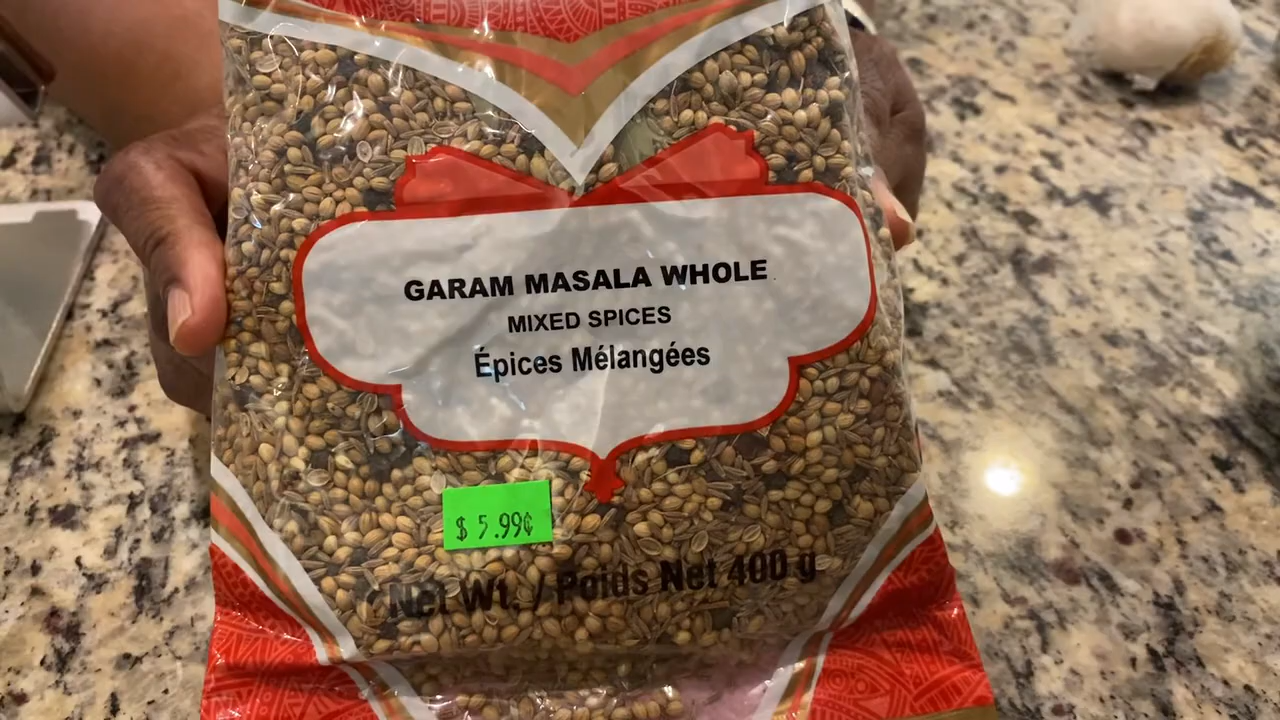 GARAM MASALA WHOLE
MIXED SPICES
Épices Mélangées
$ 5.99¢
Net Wt. / Poids Net 400 g